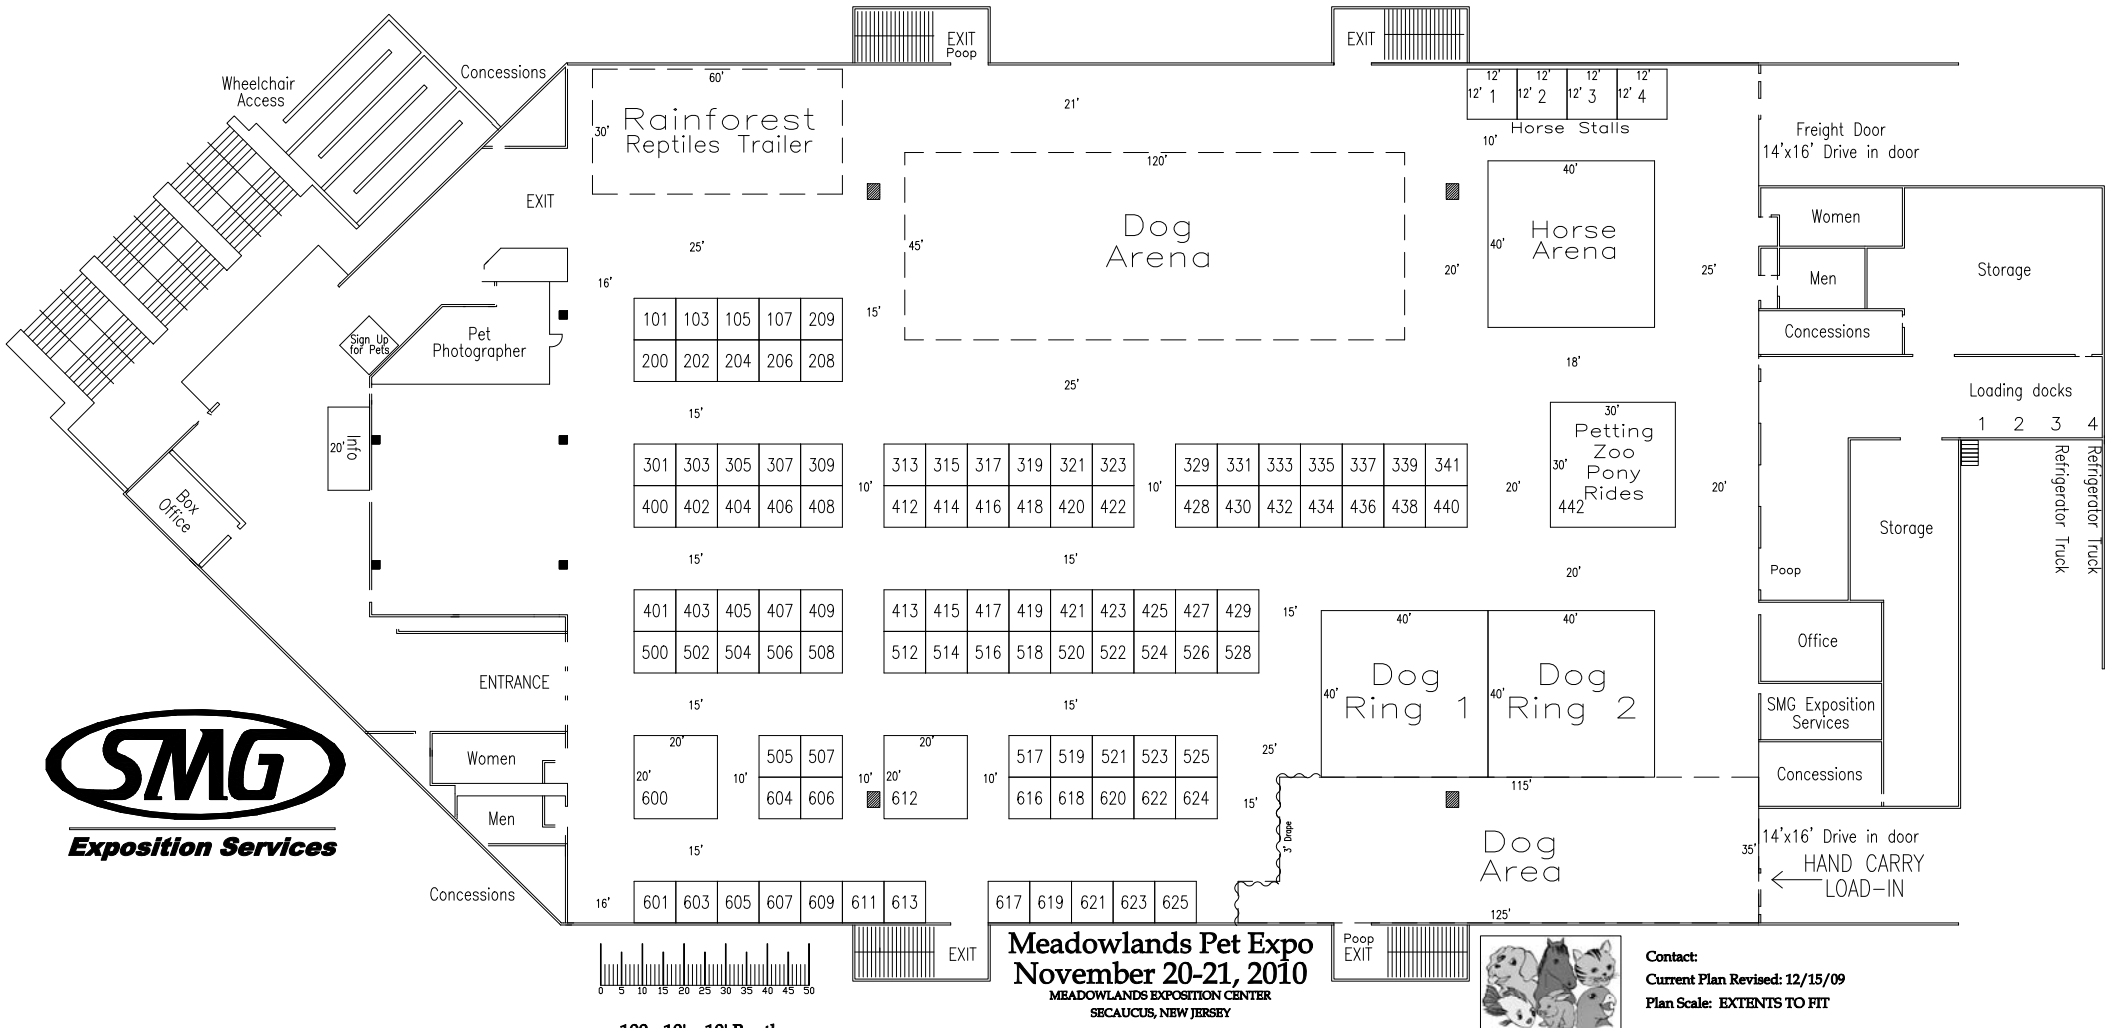 EXIT
Poop
EXIT
Wheelchair
Access
Concessions
60'
30'
Rainforest
Reptiles Trailer
21'
12' 12' 12' 12'
12' 1 12' 2 12' 3 12' 4
Horse Stalls
10'
Freight Door
14'x16' Drive in door
EXIT
120'
45'
Dog
Arena
40'
40'
Horse
Arena
Women
Men
Storage
Concessions
25'
16'
15'
20'
25'
Sign Up
for Pets
Pet
Photographer
101 103 105 107 209
200 202 204 206 208
25'
18'
Loading docks
1 2 3 4
Refrigerator Truck
Refrigerator Truck
15'
20'
Info
Box
Office
301 303 305 307 309
400 402 404 406 408
10'
313 315 317 319 321 323
412 414 416 418 420 422
10'
329 331 333 335 337 339 341
428 430 432 434 436 438 440
20'
30'
30'
Petting
Zoo
Pony
Rides
442
20'
Storage
Poop
15'
15'
20'
401 403 405 407 409
500 502 504 506 508
413 415 417 419 421 423 425 427 429
512 514 516 518 520 522 524 526 528
15'
40'
40'
Dog
Ring 1
40'
40'
Dog
Ring 2
Office
SMG Exposition
Services
Concessions
ENTRANCE
15'
15'
Women
Men
Concessions
20'
20'
600
10'
505 507
604 606
10'
20'
20'
612
10'
517 519 521 523 525
616 618 620 622 624
25'
15'
3' Drape
115'
Dog
Area
35'
125'
14'x16' Drive in door
HAND CARRY
LOAD-IN
15'
16'
601 603 605 607 609 611 613
617 619 621 623 625
SMG
Exposition Services
EXIT
Poop
EXIT
0 5 10 15 20 25 30 35 40 45 50
Meadowlands Pet Expo
November 20-21, 2010
MEADOWLANDS EXPOSITION CENTER
SECAUCUS, NEW JERSEY
Contact:
Current Plan Revised: 12/15/09
Plan Scale: EXTENTS TO FIT